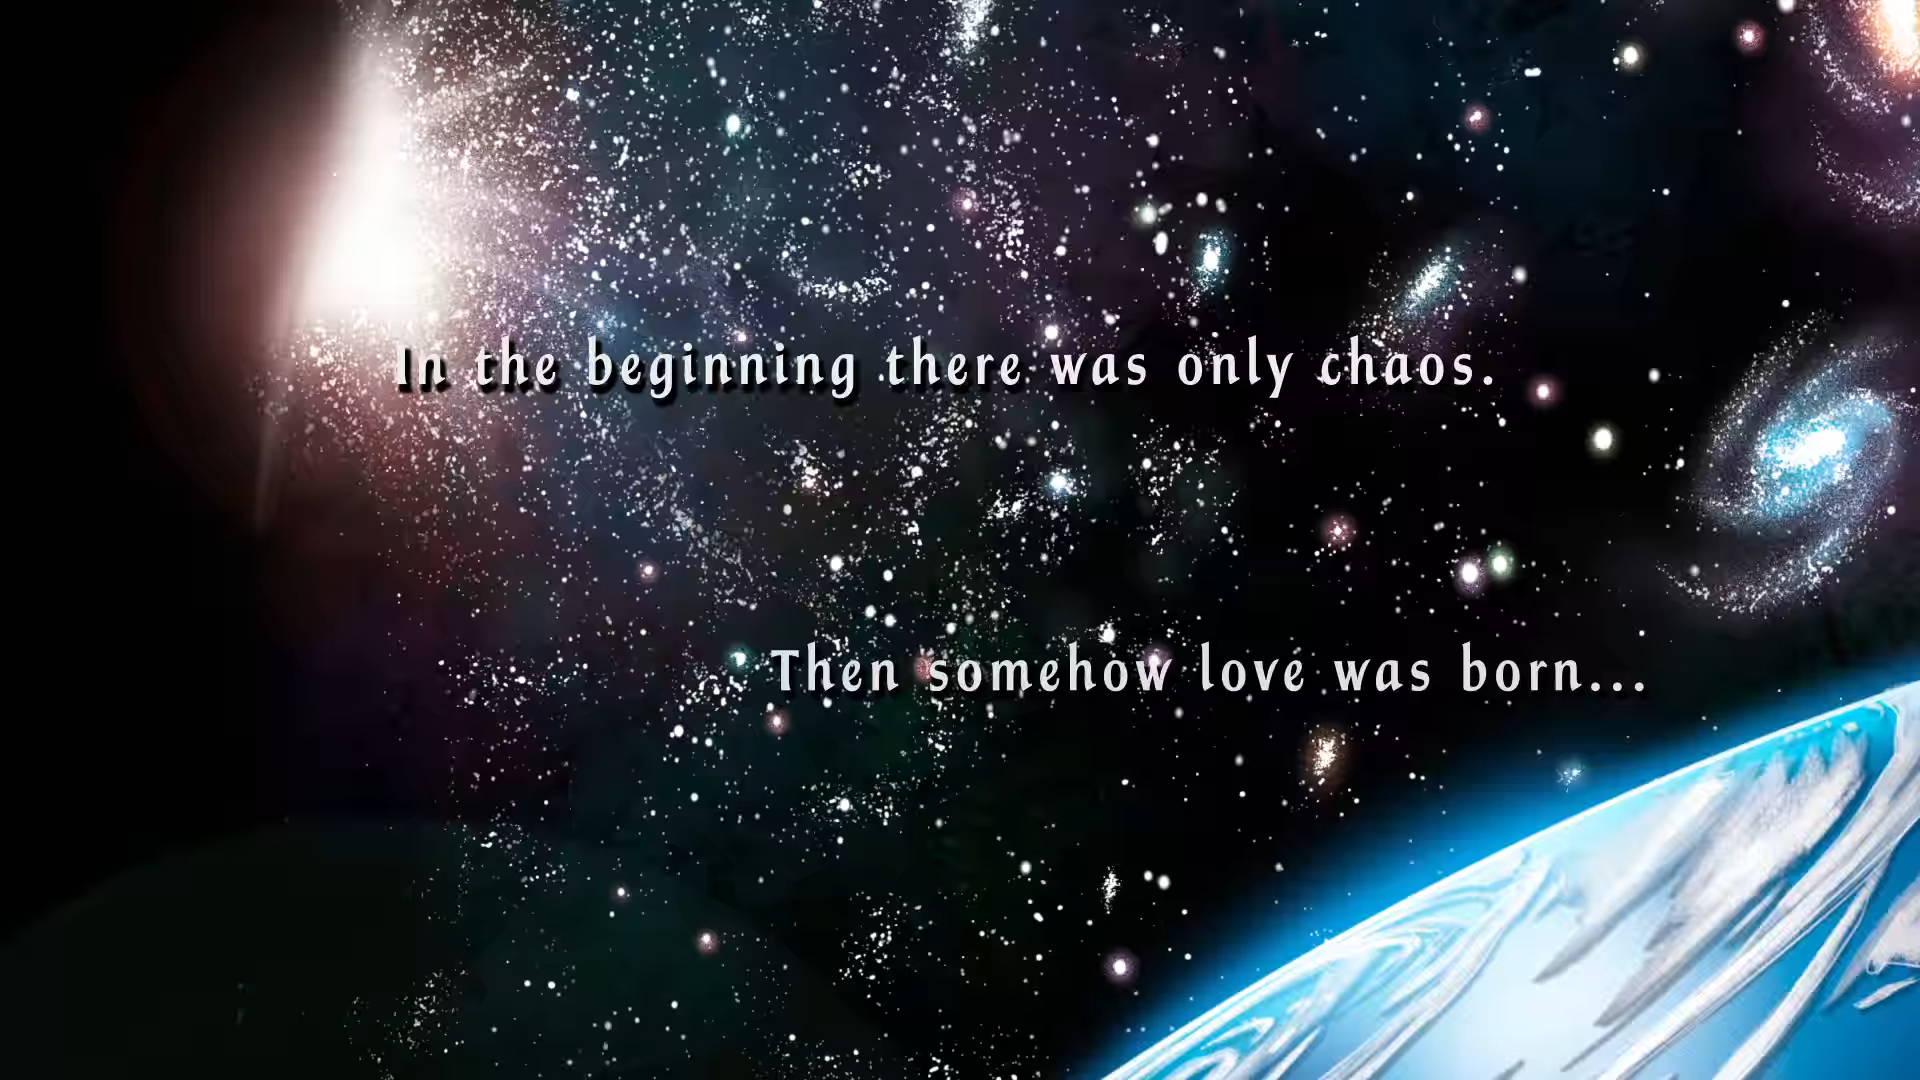 In the beginning there was only chaos.
Then somehow love was born...